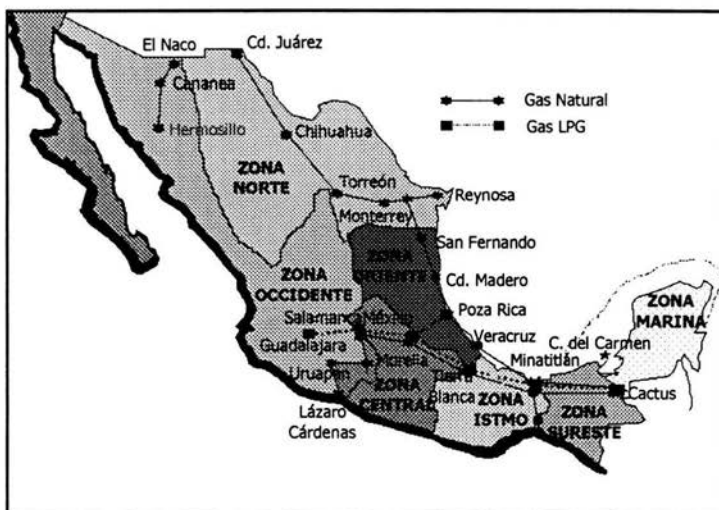 El Naco
Cd. Juárez
Cananea
Gas Natural
Hermosillo
Gas LPG
Chihuahua
ZONA
NORTE
Torreón
Reynosa
Monterrey
San Fernando
ZONA
ORIENTE
ZONA
OCCIDENTE
Cd. Madero
ZONA
MARINA
Salamanca
México
Poza Rica
Guadalajara
Veracruz
C. del Carmen
Morelia
Minatitlán
Uruapan
Tierra
Blanca
ZONA
CENTRAL
Cactus
ZONA
ISTMO
Lázaro
Cárdenas
ZONA
SURESTE